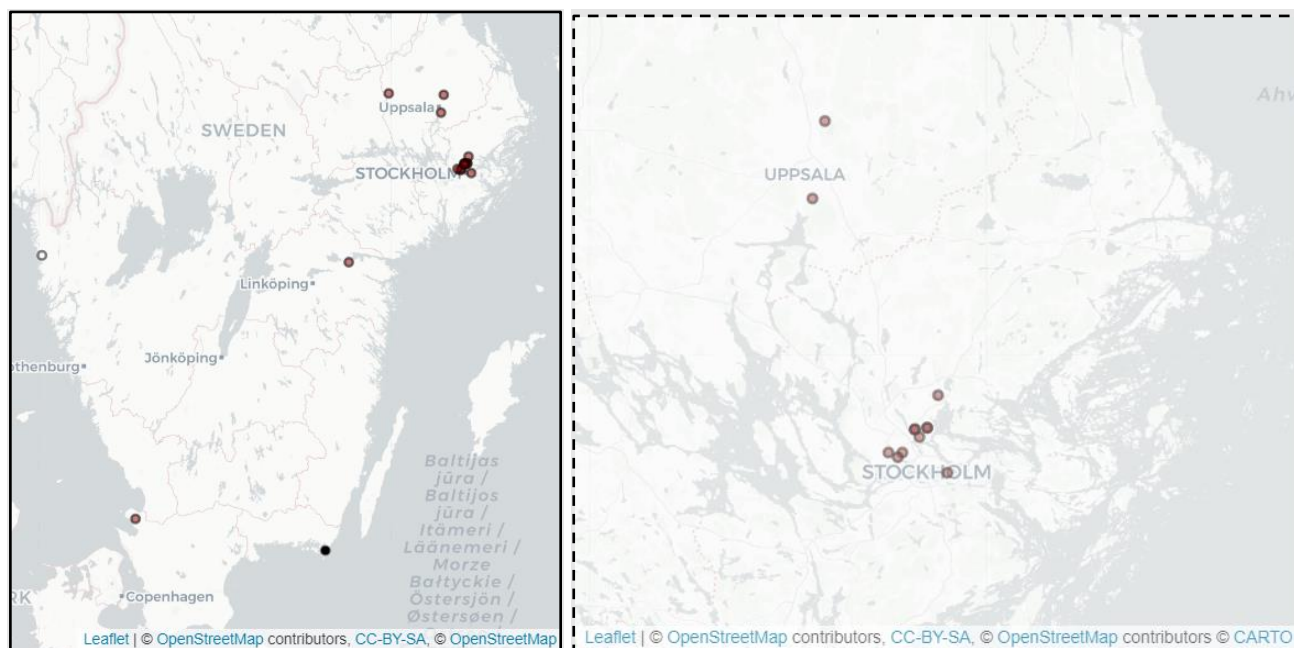 Uppsala
SWEDEN
STOCKHOLM
Linköping
Jönköping
othenburg
Baltijas
jūra /
Baltijos
jūra /
Itämeri /
Läänemeri /
Morze
Bałtyckie /
Östersjön /
Østersøen /
RK
Copenhagen
Leaflet | © OpenStreetMap contributors, CC-BY-SA, © OpenStreetMap
Ahv
UPPSALA
STOCKHOLM
Leaflet | © OpenStreetMap contributors, CC-BY-SA, © OpenStreetMap contributors © CARTO